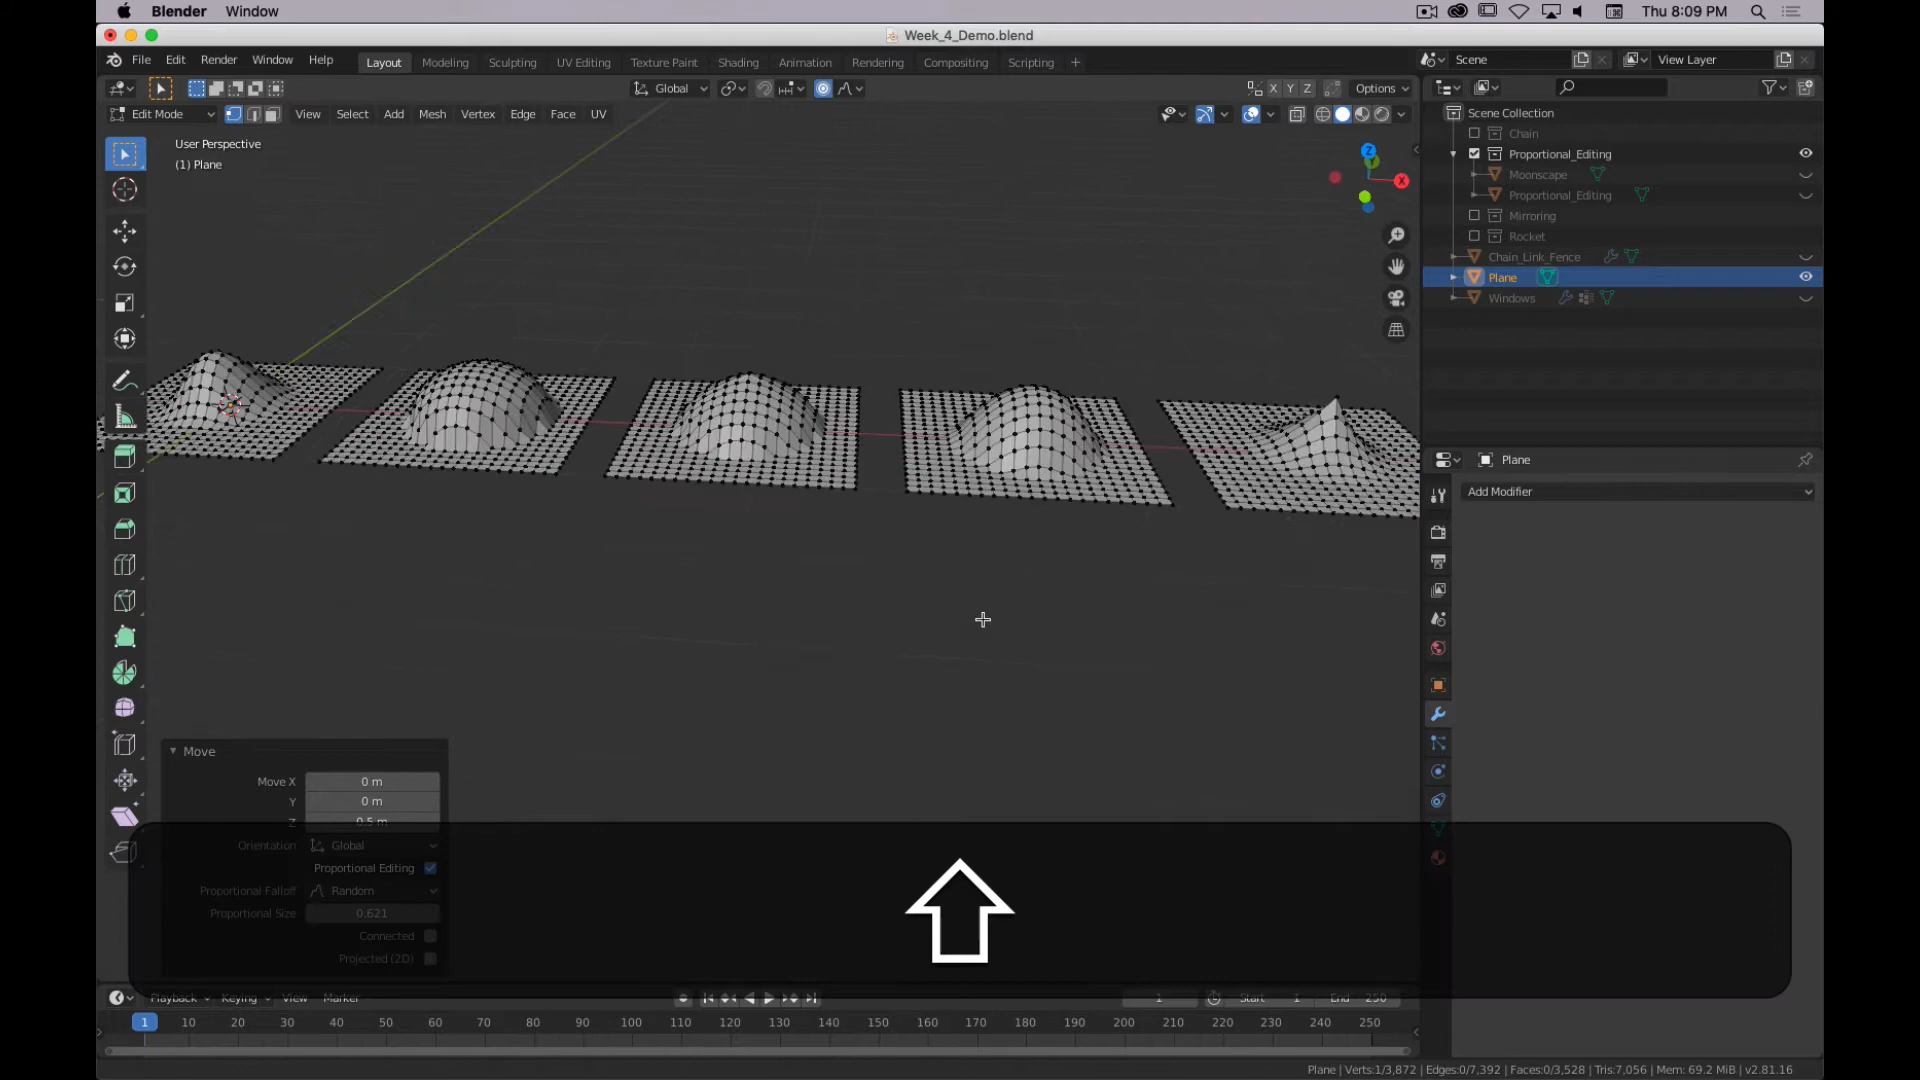 Blender Window Thu 8:09 PM
Week_4_Demo.blend
File Edit Render Window Help Layout Modeling Sculpting UV Editing Texture Paint Shading Animation Rendering Compositing Scripting + Scene View Layer
Global X Y Z Options
Edit Mode View Select Add Mesh Vertex Edge Face UV
User Perspective
(1) Plane
Z
X
Scene Collection
Chain
Proportional_Editing
Moonscape
Proportional_Editing
Mirroring
Rocket
Chain_Link_Fence
Plane
Windows
Plane
Add Modifier
Move
Move X 0 m
Y 0 m
Z 0.5 m
Orientation Global
Proportional Editing
Proportional Falloff Random
Proportional Size 0.621
Connected
Projected (2D)
Playback Keying View Marker 1 Start 1 End 250
1 10 20 30 40 50 60 70 80 90 100 110 120 130 140 150 160 170 180 190 200 210 220 230 240 250
Plane | Verts:1/3,872 | Edges:0/7,392 | Faces:0/3,528 | Tris:7,056 | Mem: 69.2 MiB | v2.81.16